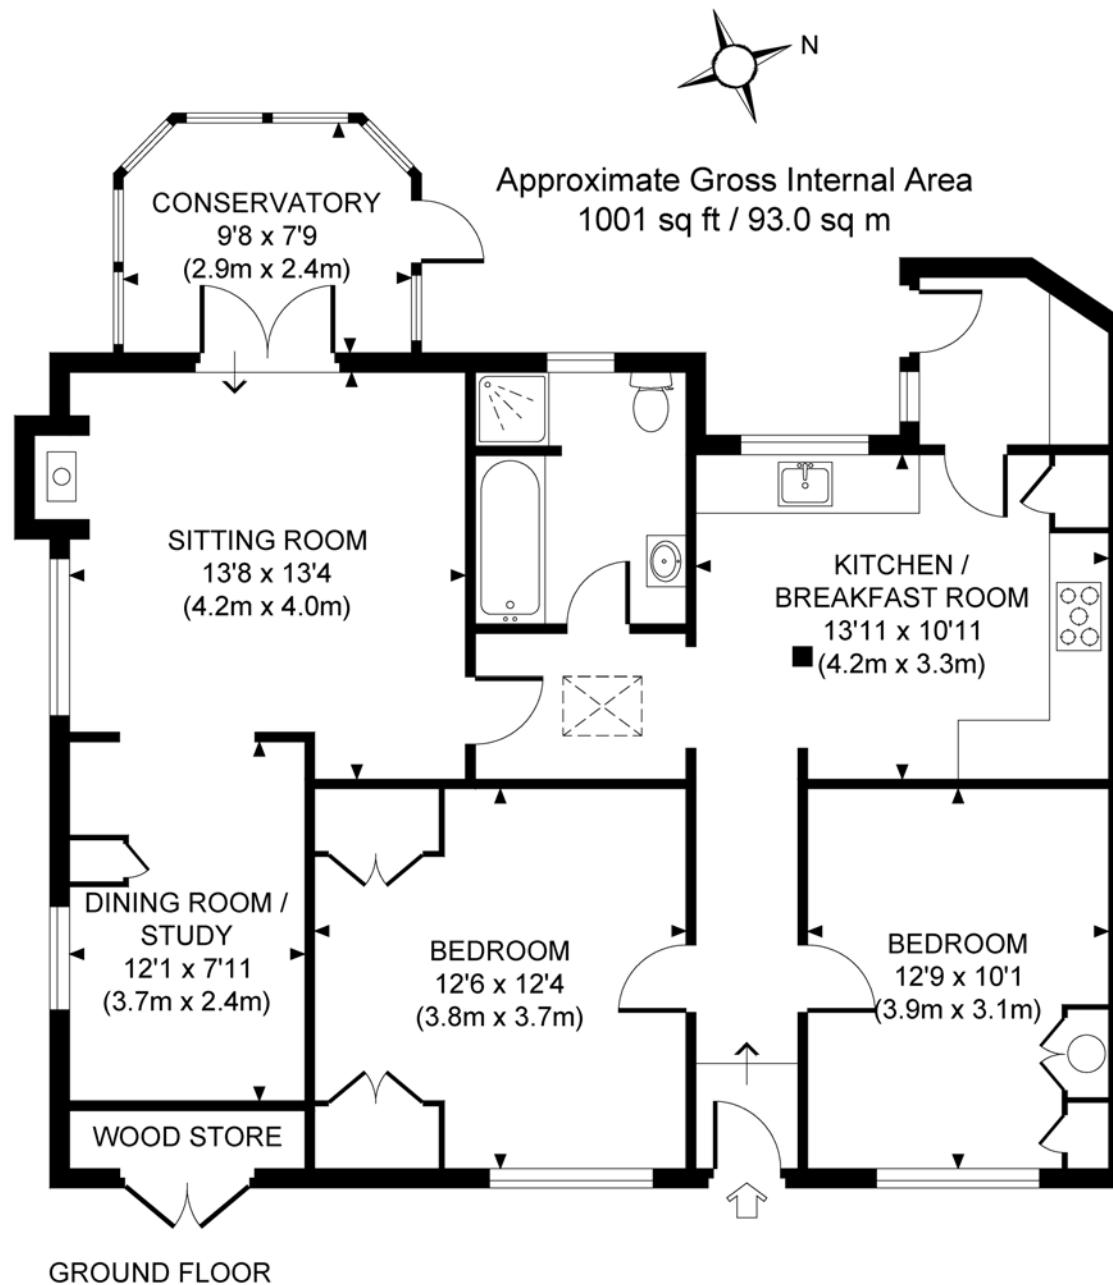 N
Approximate Gross Internal Area
1001 sq ft / 93.0 sq m
CONSERVATORY
9'8 x 7'9
(2.9m x 2.4m)
SITTING ROOM
13'8 x 13'4
(4.2m x 4.0m)
KITCHEN /
BREAKFAST ROOM
13'11 x 10'11
(4.2m x 3.3m)
DINING ROOM /
STUDY
12'1 x 7'11
(3.7m x 2.4m)
BEDROOM
12'6 x 12'4
(3.8m x 3.7m)
BEDROOM
12'9 x 10'1
(3.9m x 3.1m)
WOOD STORE
GROUND FLOOR